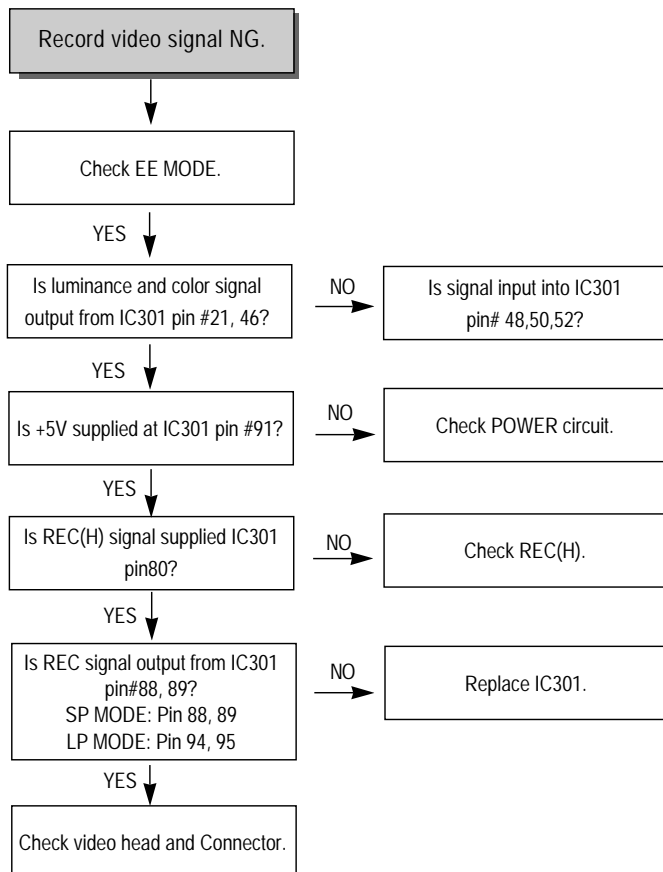 Record video signal NG.
Check EE MODE.
YES
Is luminance and color signal
output from IC301 pin #21, 46?
NO
Is signal input into IC301
pin# 48,50,52?
YES
Is +5V supplied at IC301 pin #91?
NO
Check POWER circuit.
YES
Is REC(H) signal supplied IC301
pin80?
NO
Check REC(H).
YES
Is REC signal output from IC301
pin#88, 89?
SP MODE: Pin 88, 89
LP MODE: Pin 94, 95
NO
Replace IC301.
YES
Check video head and Connector.